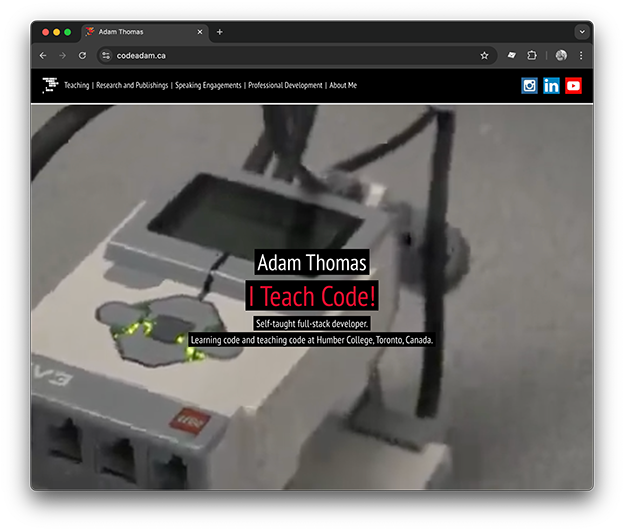 Adam Thomas
codeadam.ca
Teaching | Research and Publishings | Speaking Engagements | Professional Development | About Me
Adam Thomas
I Teach Code!
Self-taught full-stack developer.
Learning code and teaching code at Humber College, Toronto, Canada.
EV3
LEGO